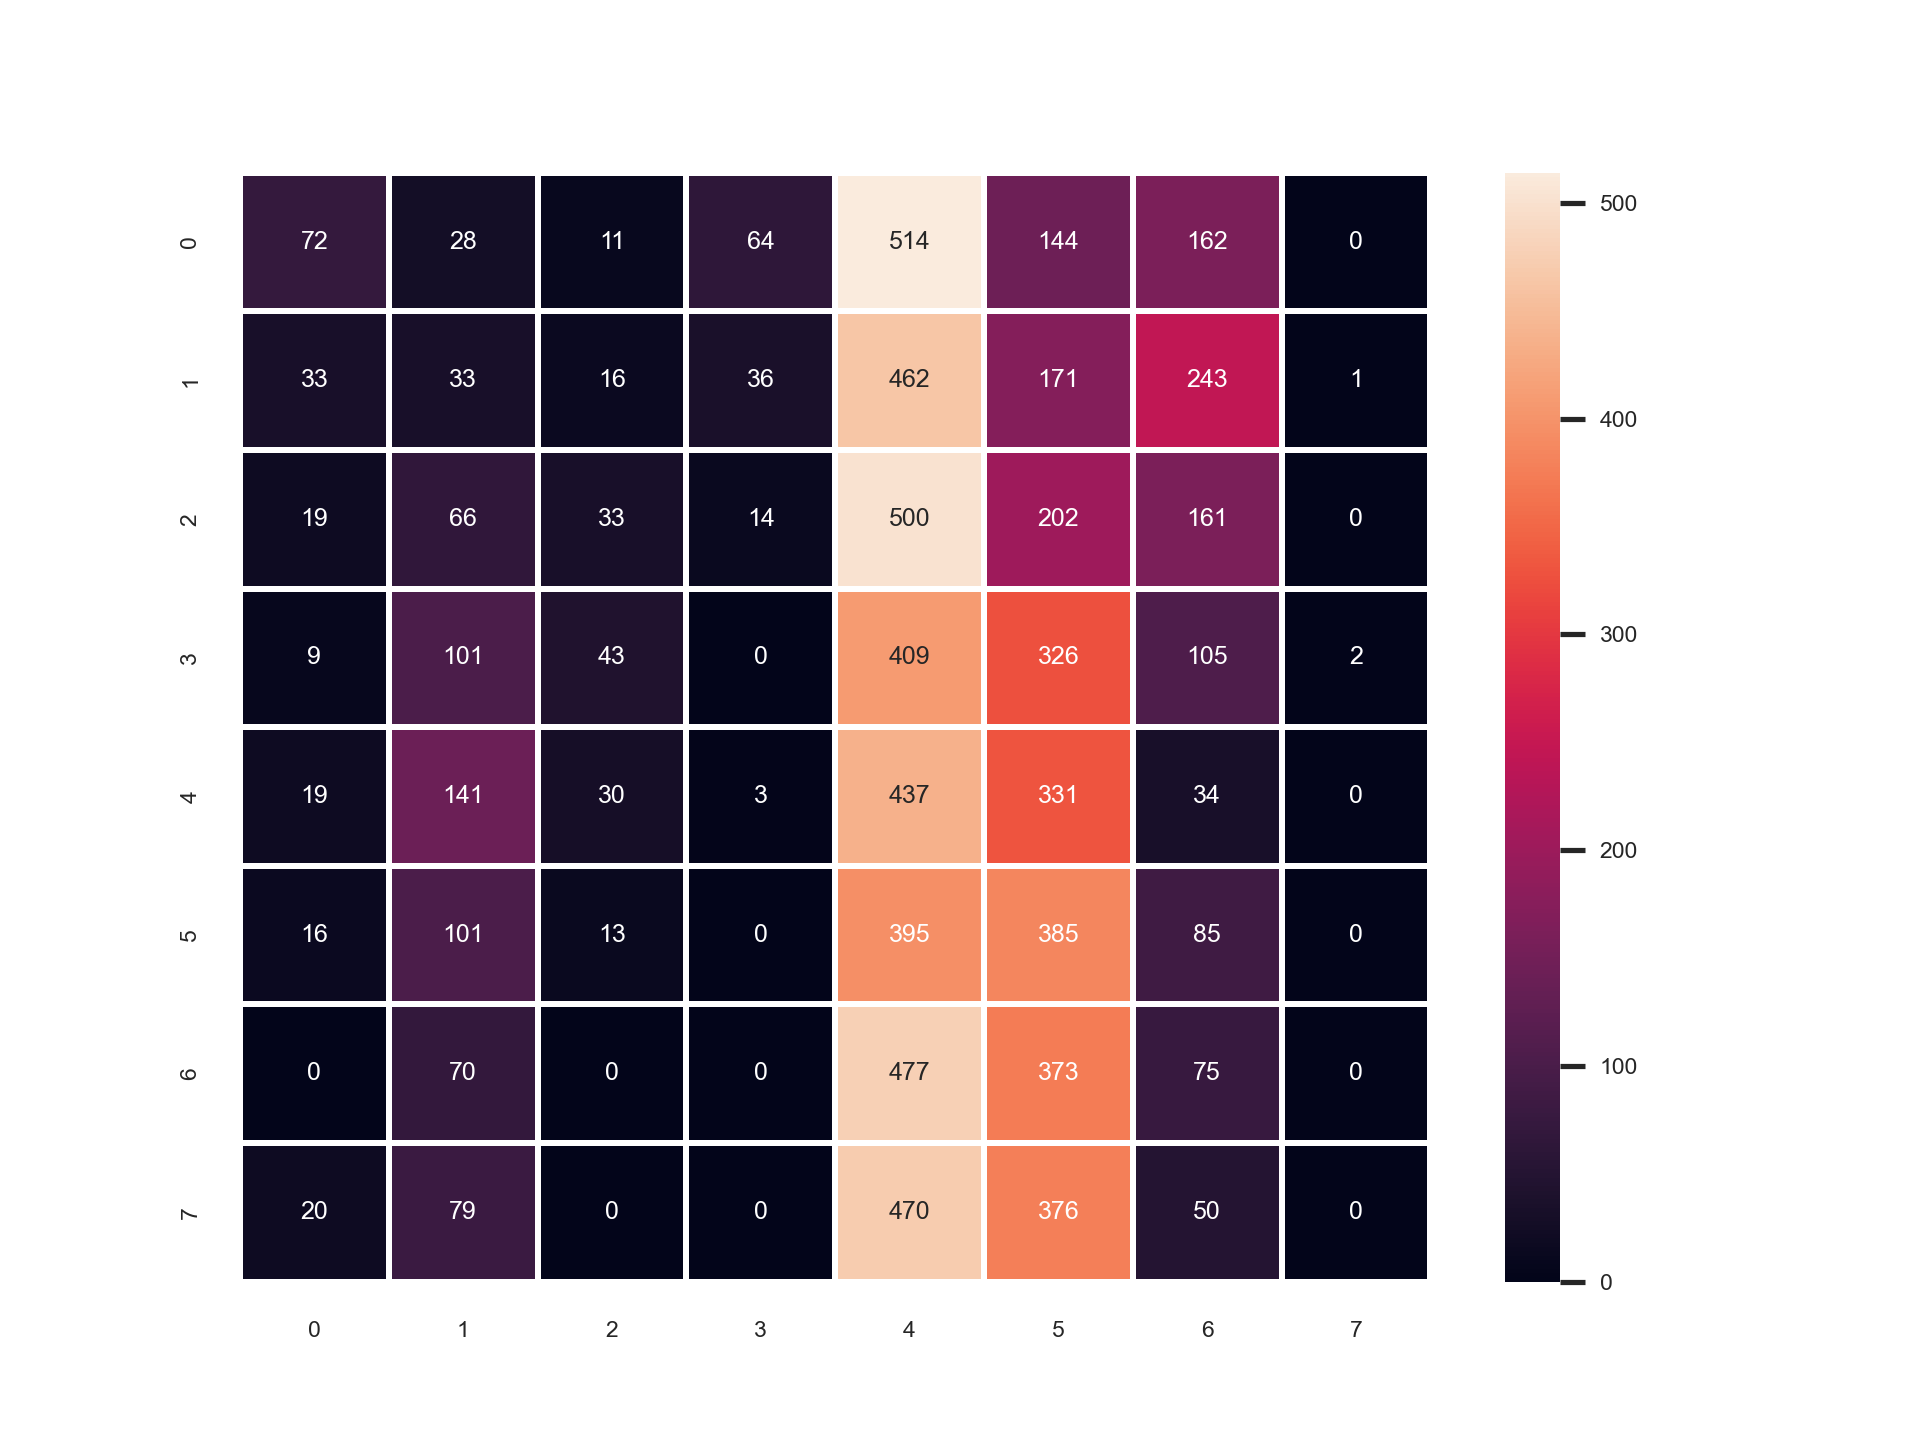 0 72 28 11 64 514 144 162 0
1 33 33 16 36 462 171 243 1
2 19 66 33 14 500 202 161 0
3 9 101 43 0 409 326 105 2
4 19 141 30 3 437 331 34 0
5 16 101 13 0 395 385 85 0
6 0 70 0 0 477 373 75 0
7 20 79 0 0 470 376 50 0
0 1 2 3 4 5 6 7
500
400
300
200
100
0